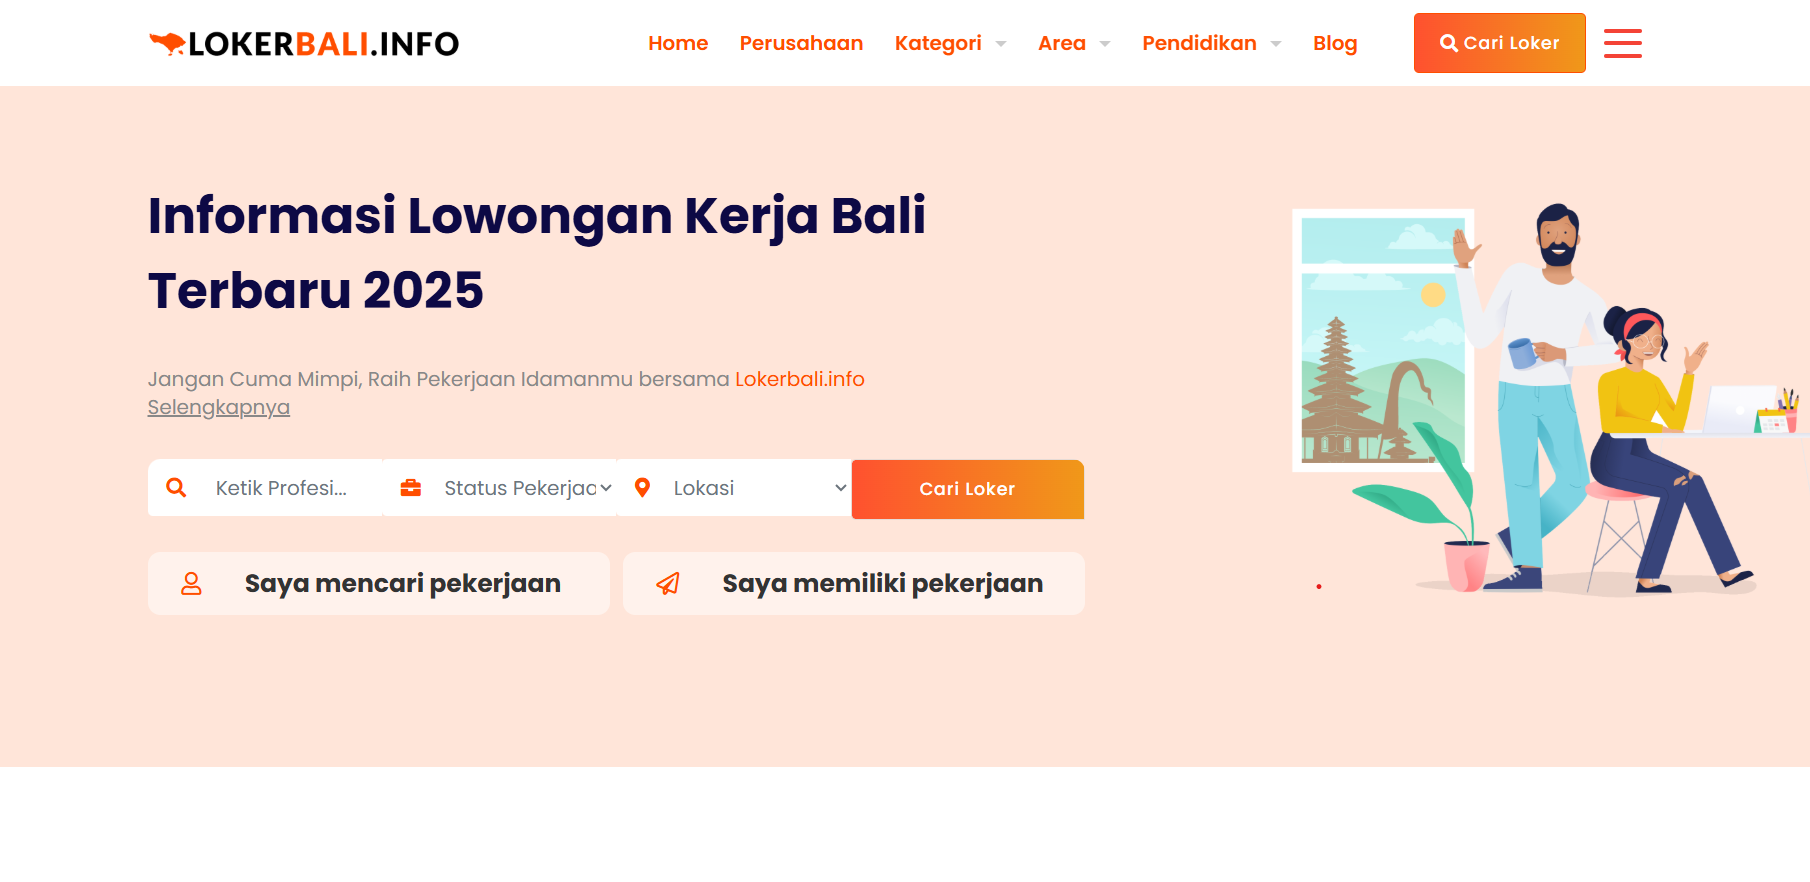 LOKERBALI.INFO
Home Perusahaan Kategori Area Pendidikan Blog Cari Loker
Informasi Lowongan Kerja Bali
Terbaru 2025
Jangan Cuma Mimpi, Raih Pekerjaan Idamanmu bersama Lokerbali.info
Selengkapnya
Ketik Profesi... Status Pekerjac Lokasi Cari Loker
Saya mencari pekerjaan Saya memiliki pekerjaan